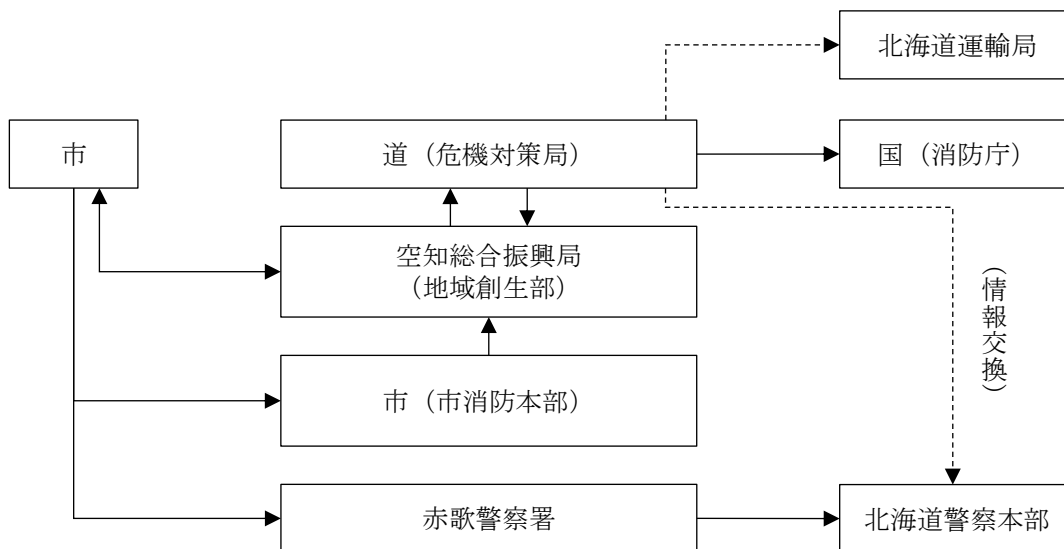 北海道運輸局
市
道（危機対策局）
国（消防庁）
空知総合振興局
（地域創生部）
（情報交換）
市（市消防本部）
赤歌警察署
北海道警察本部